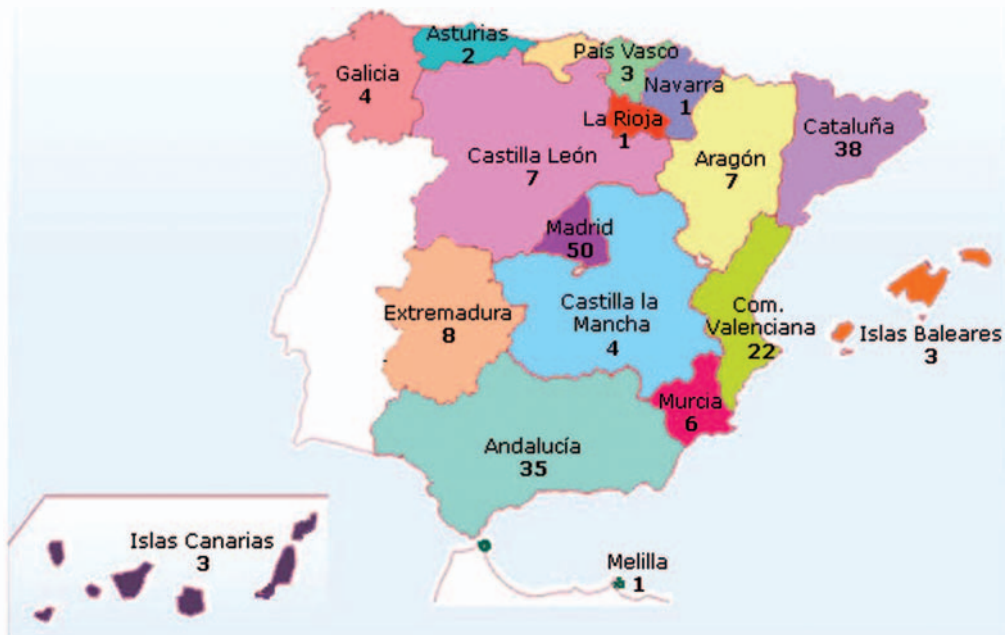 Asturias
2
País Vasco
3
Galicia
4
Navarra
1
La Rioja
1
Cataluña
38
Castilla León
7
Aragón
7
Madrid
50
Extremadura
8
Castilla la
Mancha
4
Com.
Valenciana
22
Islas Baleares
3
Murcia
6
Andalucía
35
Islas Canarias
3
Melilla
1